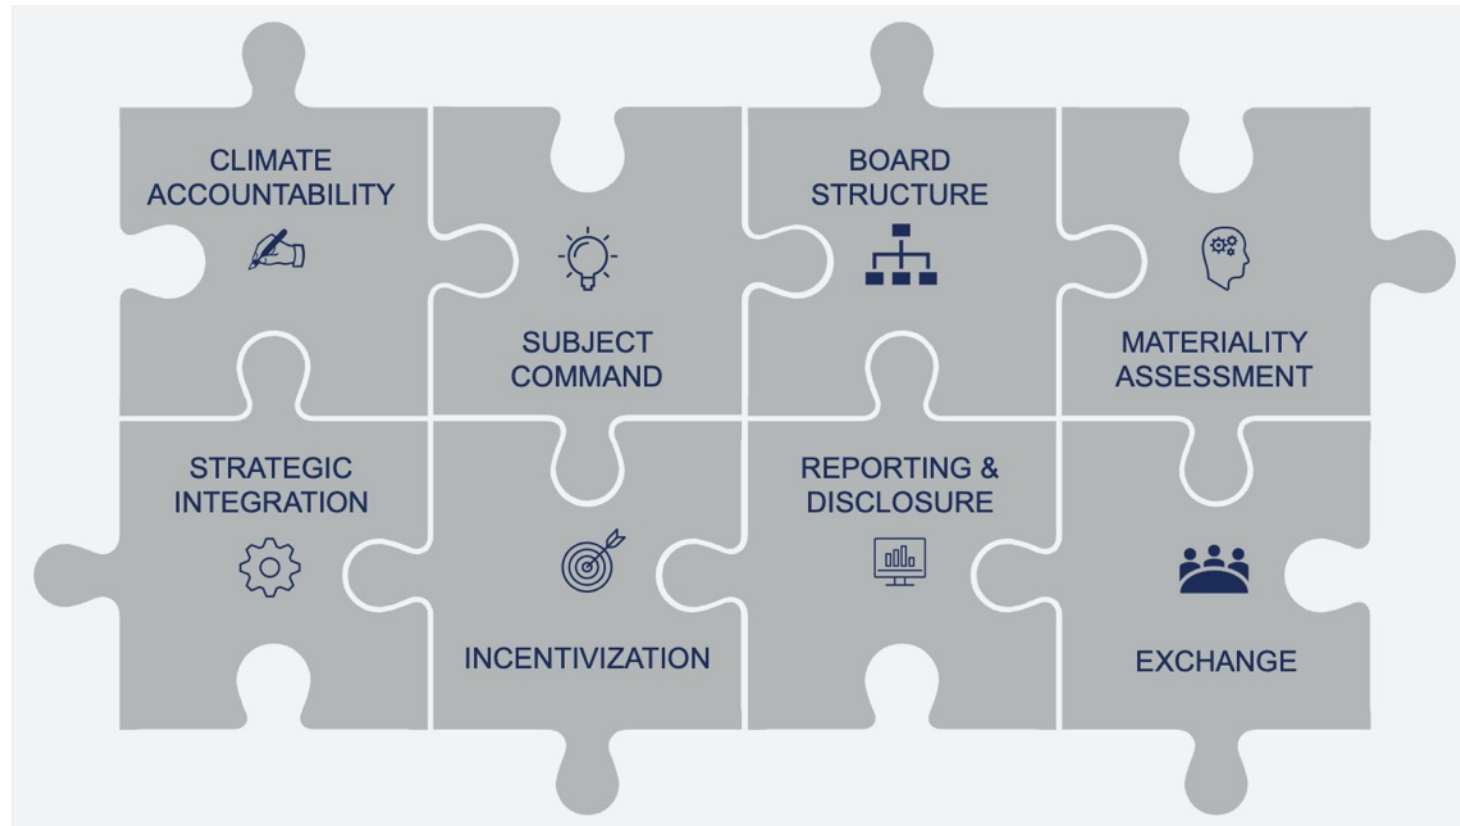 CLIMATE
ACCOUNTABILITY
SUBJECT
COMMAND
BOARD
STRUCTURE
MATERIALITY
ASSESSMENT
STRATEGIC
INTEGRATION
INCENTIVIZATION
REPORTING &
DISCLOSURE
EXCHANGE